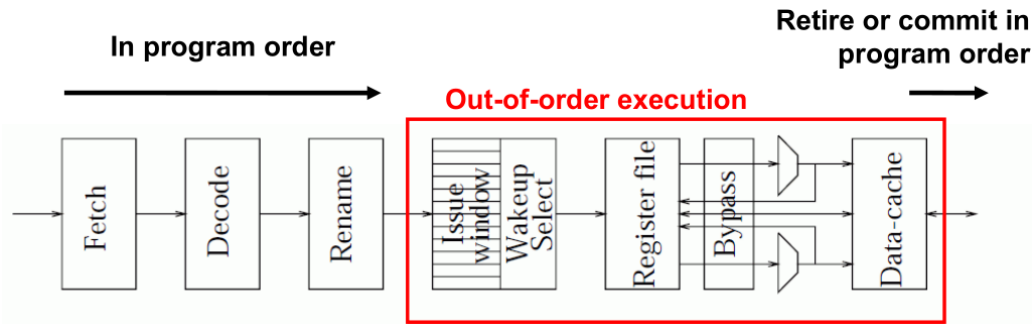 In program order
Retire or commit in
program order
Out-of-order execution
Fetch
Decode
Rename
Issue
window
Wakeup
Select
Register file
Bypass
Data-cache